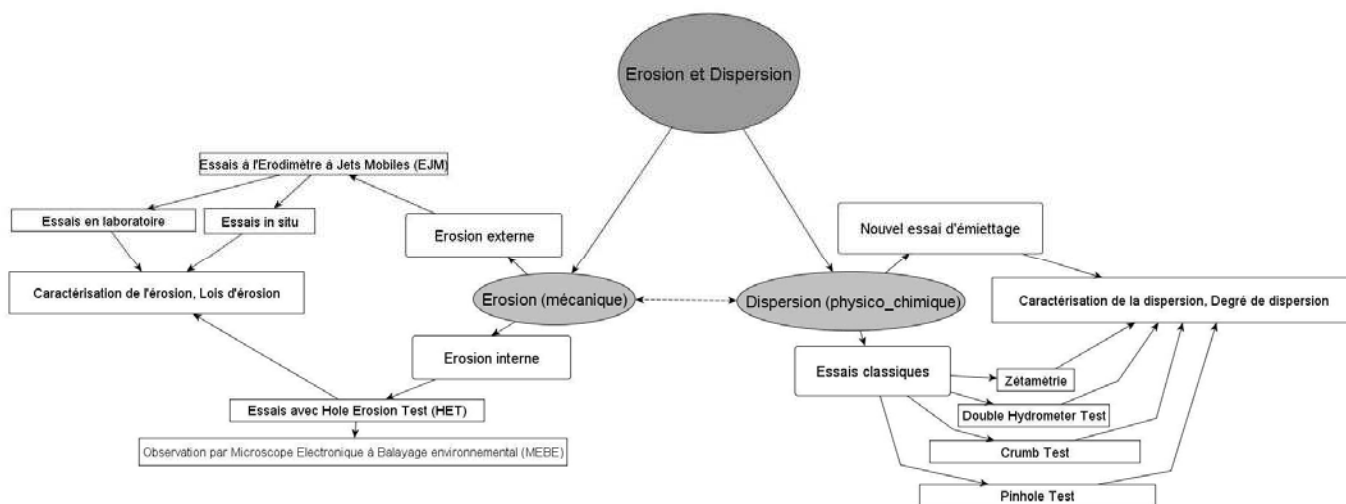 Erosion et Dispersion
Essais à l'Erodimètre à Jets Mobiles (EJM)
Essais en laboratoire
Essais in situ
Erosion externe
Nouvel essai d'émiettage
Caractérisation de l'érosion, Lois d'érosion
Erosion (mécanique)
Dispersion (physico_chimique)
Caractérisation de la dispersion, Degré de dispersion
Erosion interne
Essais classiques
Zétamètrie
Essais avec Hole Erosion Test (HET)
Double Hydrometer Test
Observation par Microscope Electronique à Balayage environnemental (MEBE)
Crumb Test
Pinhole Test